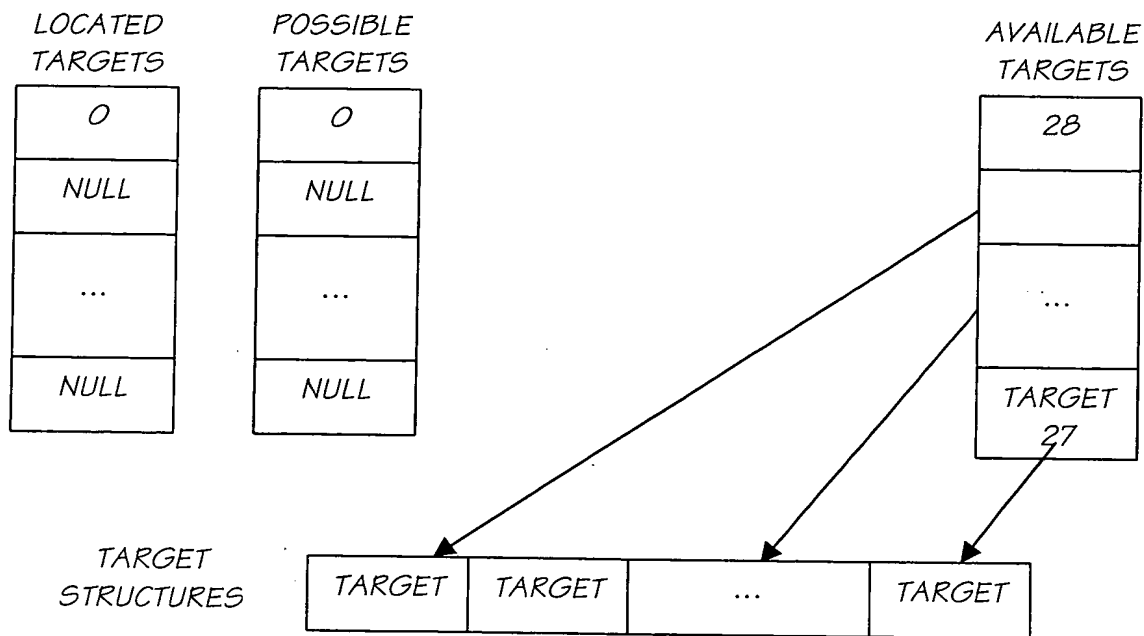 LOCATED
TARGETS
0
NULL
...
NULL
POSSIBLE
TARGETS
0
NULL
...
NULL
AVAILABLE
TARGETS
28
...
TARGET
27
TARGET
STRUCTURES
TARGET
TARGET
...
TARGET